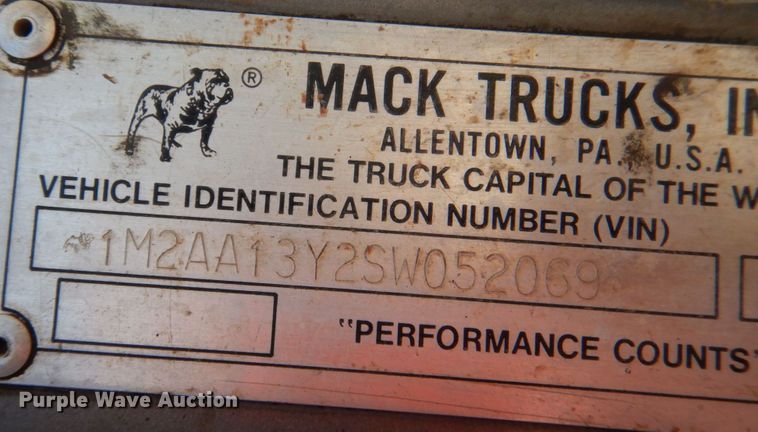 ®
MACK TRUCKS, IN
ALLENTOWN, PA. U.S.A.
THE TRUCK CAPITAL OF THE W
VEHICLE IDENTIFICATION NUMBER (VIN)
1M2AA13Y2SW052069
"PERFORMANCE COUNTS"
Purple Wave Auction